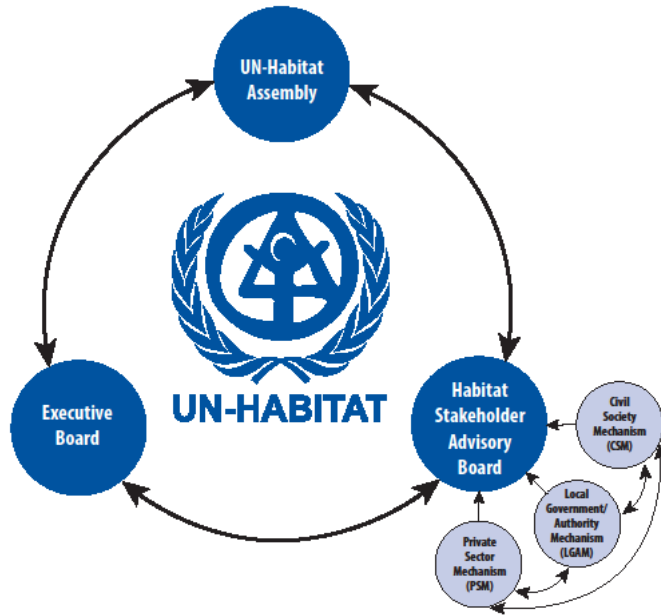 UN-Habitat
Assembly
UN-HABITAT
Executive
Board
Habitat
Stakeholder
Advisory
Board
Civil
Society
Mechanism
(CSM)
Local
Government/
Authority
Mechanism
(LGAM)
Private
Sector
Mechanism
(PSM)